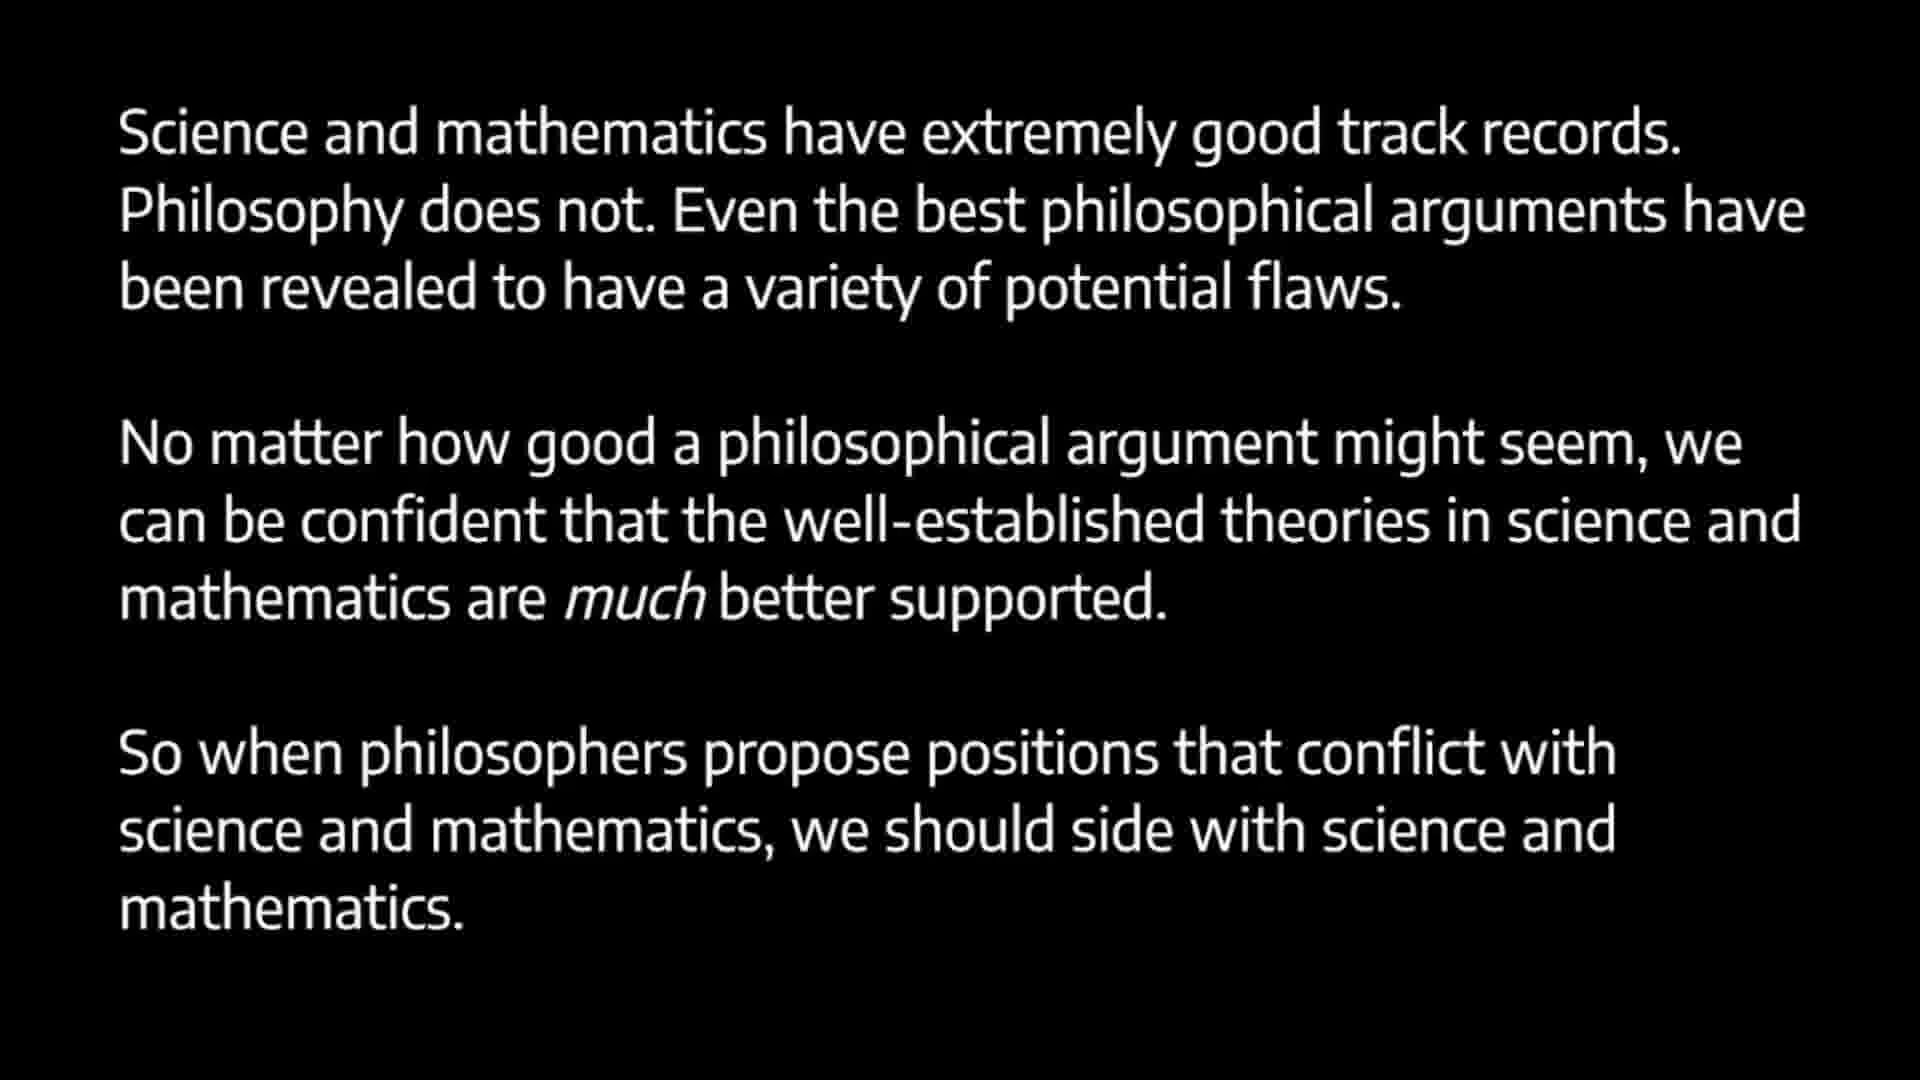 Science and mathematics have extremely good track records.
Philosophy does not. Even the best philosophical arguments have
been revealed to have a variety of potential flaws.
No matter how good a philosophical argument might seem, we
can be confident that the well-established theories in science and
mathematics are much better supported.
So when philosophers propose positions that conflict with
science and mathematics, we should side with science and
mathematics.